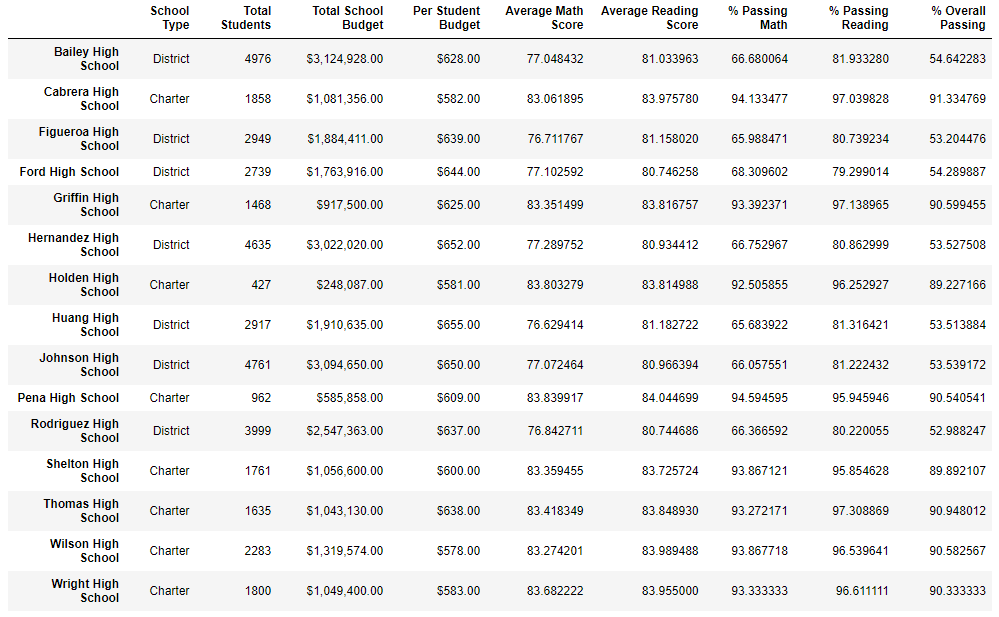 School Type Total Students Total School Budget Per Student Budget Average Math Score Average Reading Score % Passing Math % Passing Reading % Overall Passing
Bailey High School District 4976 $3,124,928.00 $628.00 77.048432 81.033963 66.680064 81.933280 54.642283
Cabrera High School Charter 1858 $1,081,356.00 $582.00 83.061895 83.975780 94.133477 97.039828 91.334769
Figueroa High School District 2949 $1,884,411.00 $639.00 76.711767 81.158020 65.988471 80.739234 53.204476
Ford High School District 2739 $1,763,916.00 $644.00 77.102592 80.746258 68.309602 79.299014 54.289887
Griffin High School Charter 1468 $917,500.00 $625.00 83.351499 83.816757 93.392371 97.138965 90.599455
Hernandez High School District 4635 $3,022,020.00 $652.00 77.289752 80.934412 66.752967 80.862999 53.527508
Holden High School Charter 427 $248,087.00 $581.00 83.803279 83.814988 92.505855 96.252927 89.227166
Huang High School District 2917 $1,910,635.00 $655.00 76.629414 81.182722 65.683922 81.316421 53.513884
Johnson High School District 4761 $3,094,650.00 $650.00 77.072464 80.966394 66.057551 81.222432 53.539172
Pena High School Charter 962 $585,858.00 $609.00 83.839917 84.044699 94.594595 95.945946 90.540541
Rodriguez High School District 3999 $2,547,363.00 $637.00 76.842711 80.744686 66.366592 80.220055 52.988247
Shelton High School Charter 1761 $1,056,600.00 $600.00 83.359455 83.725724 93.867121 95.854628 89.892107
Thomas High School Charter 1635 $1,043,130.00 $638.00 83.418349 83.848930 93.272171 97.308869 90.948012
Wilson High School Charter 2283 $1,319,574.00 $578.00 83.274201 83.989488 93.867718 96.539641 90.582567
Wright High School Charter 1800 $1,049,400.00 $583.00 83.682222 83.955000 93.333333 96.611111 90.333333